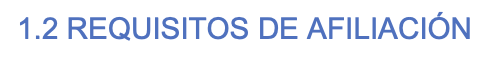 1.2 REQUISITOS DE AFILIACIÓN